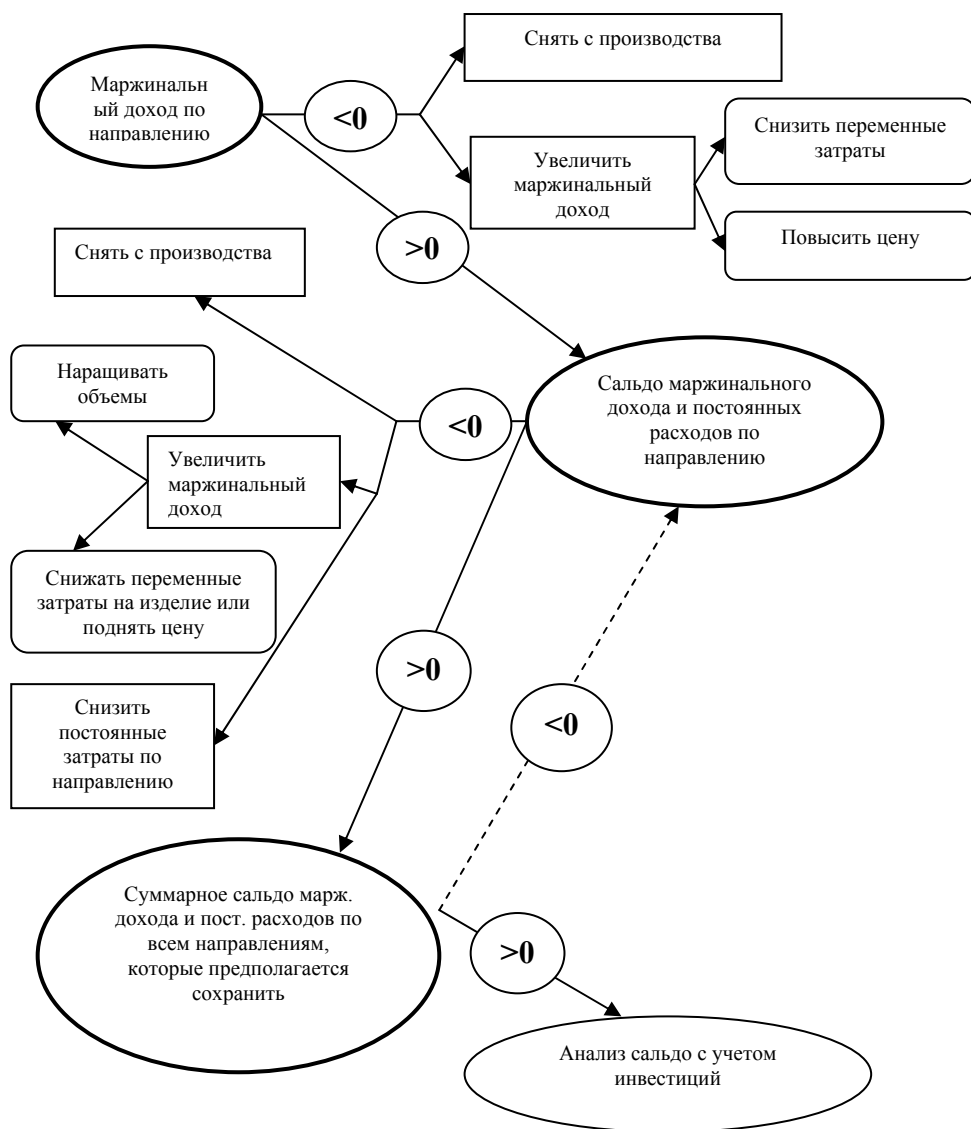 Снять с производства
Маржинальн
ый доход по
направлению
<0
Снизить переменные
затраты
Увеличить
маржинальный
доход
Повысить цену
>0
Снять с производства
Наращивать
объемы
<0
Сальдо маржинального
дохода и постоянных
расходов по
направлению
Увеличить
маржинальный
доход
Снижать переменные
затраты на изделие или
поднять цену
>0
<0
Снизить
постоянные
затраты по
направлению
Суммарное сальдо марж.
дохода и пост. расходов по
всем направлениям,
которые предполагается
сохранить
>0
Анализ сальдо с учетом
инвестиций